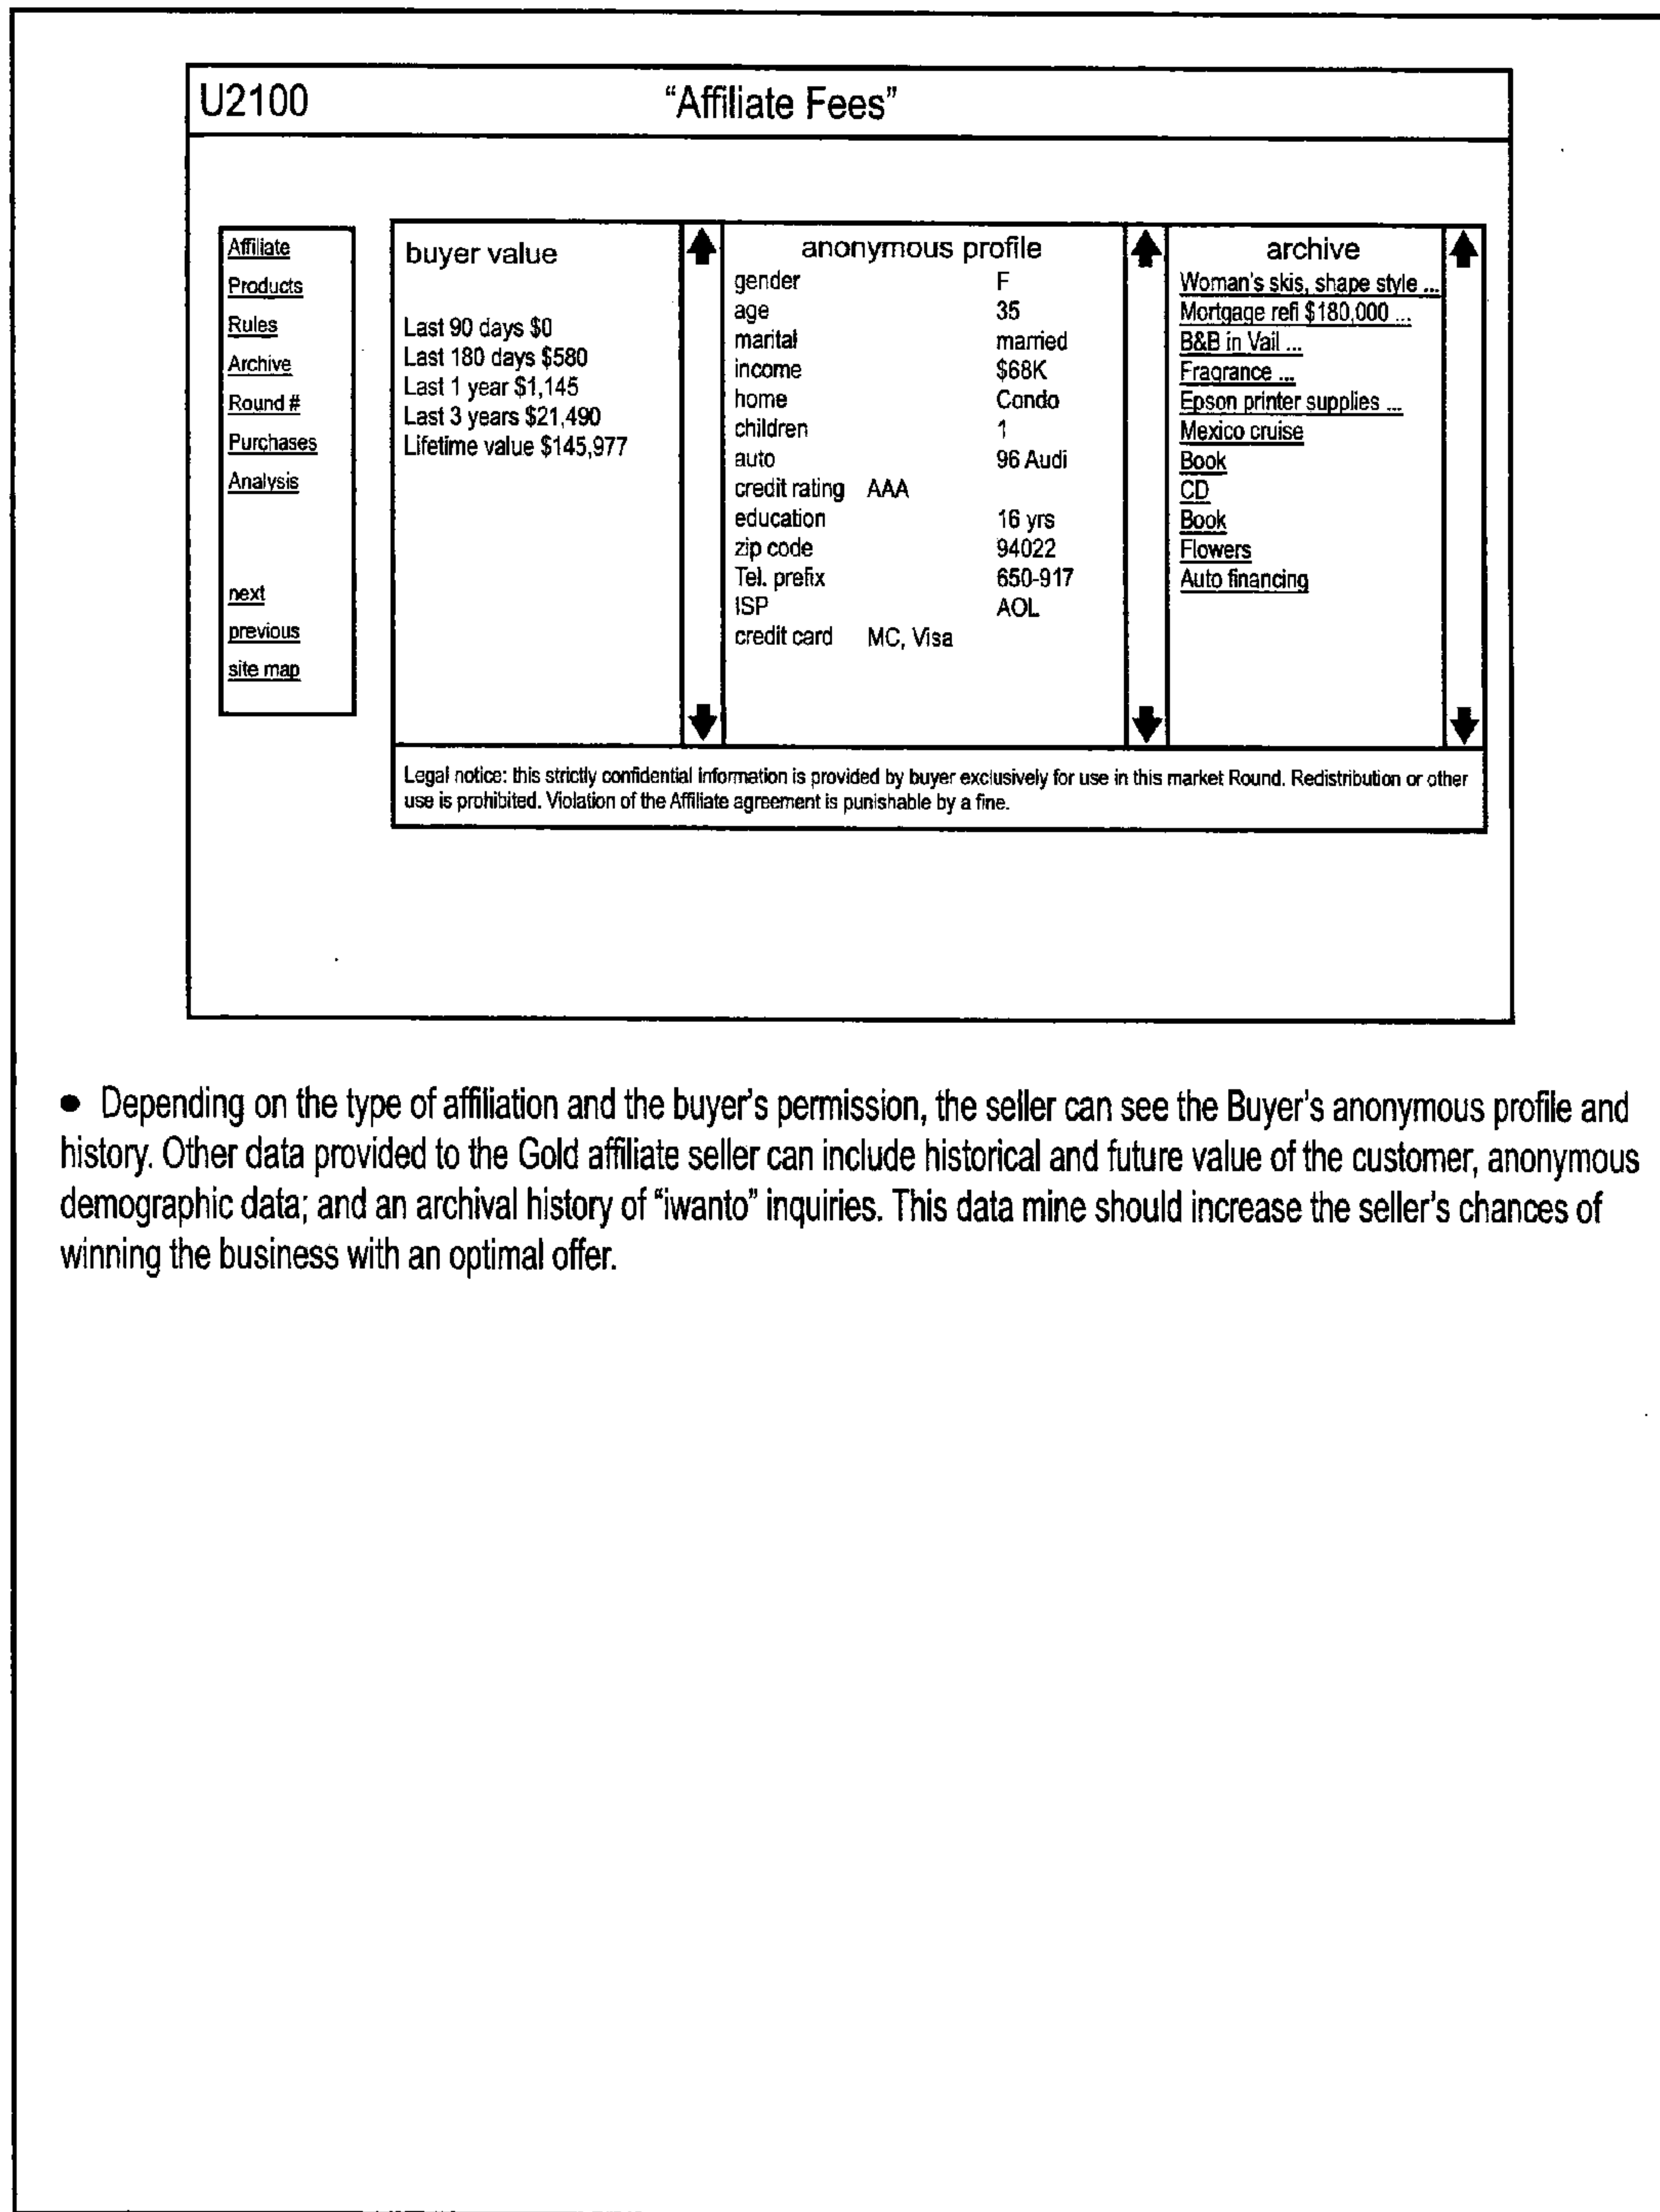 U2100 "Affiliate Fees"
Affiliate
Products
Rules
Archive
Round #
Purchases
Analysis
next
previous
site map
buyer value
Last 90 days $0
Last 180 days $580
Last 1 year $1,145
Last 3 years $21,490
Lifetime value $145,977
anonymous profile
gender F
age 35
marital married
income $68K
home Condo
children 1
auto 96 Audi
credit rating AAA
education 16 yrs
zip code 94022
Tel. prefix 650-917
ISP AOL
credit card MC, Visa
archive
Woman's skis, shape style ...
Mortgage refi $180,000 ...
B&B in Vail ...
Fragrance ...
Epson printer supplies ...
Mexico cruise
Book
CD
Book
Flowers
Auto financing
Legal notice: this strictly confidential information is provided by buyer exclusively for use in this market Round. Redistribution or other
use is prohibited. Violation of the Affiliate agreement is punishable by a fine.
• Depending on the type of affiliation and the buyer's permission, the seller can see the Buyer's anonymous profile and
history. Other data provided to the Gold affiliate seller can include historical and future value of the customer, anonymous
demographic data; and an archival history of "iwanto" inquiries. This data mine should increase the seller's chances of
winning the business with an optimal offer.